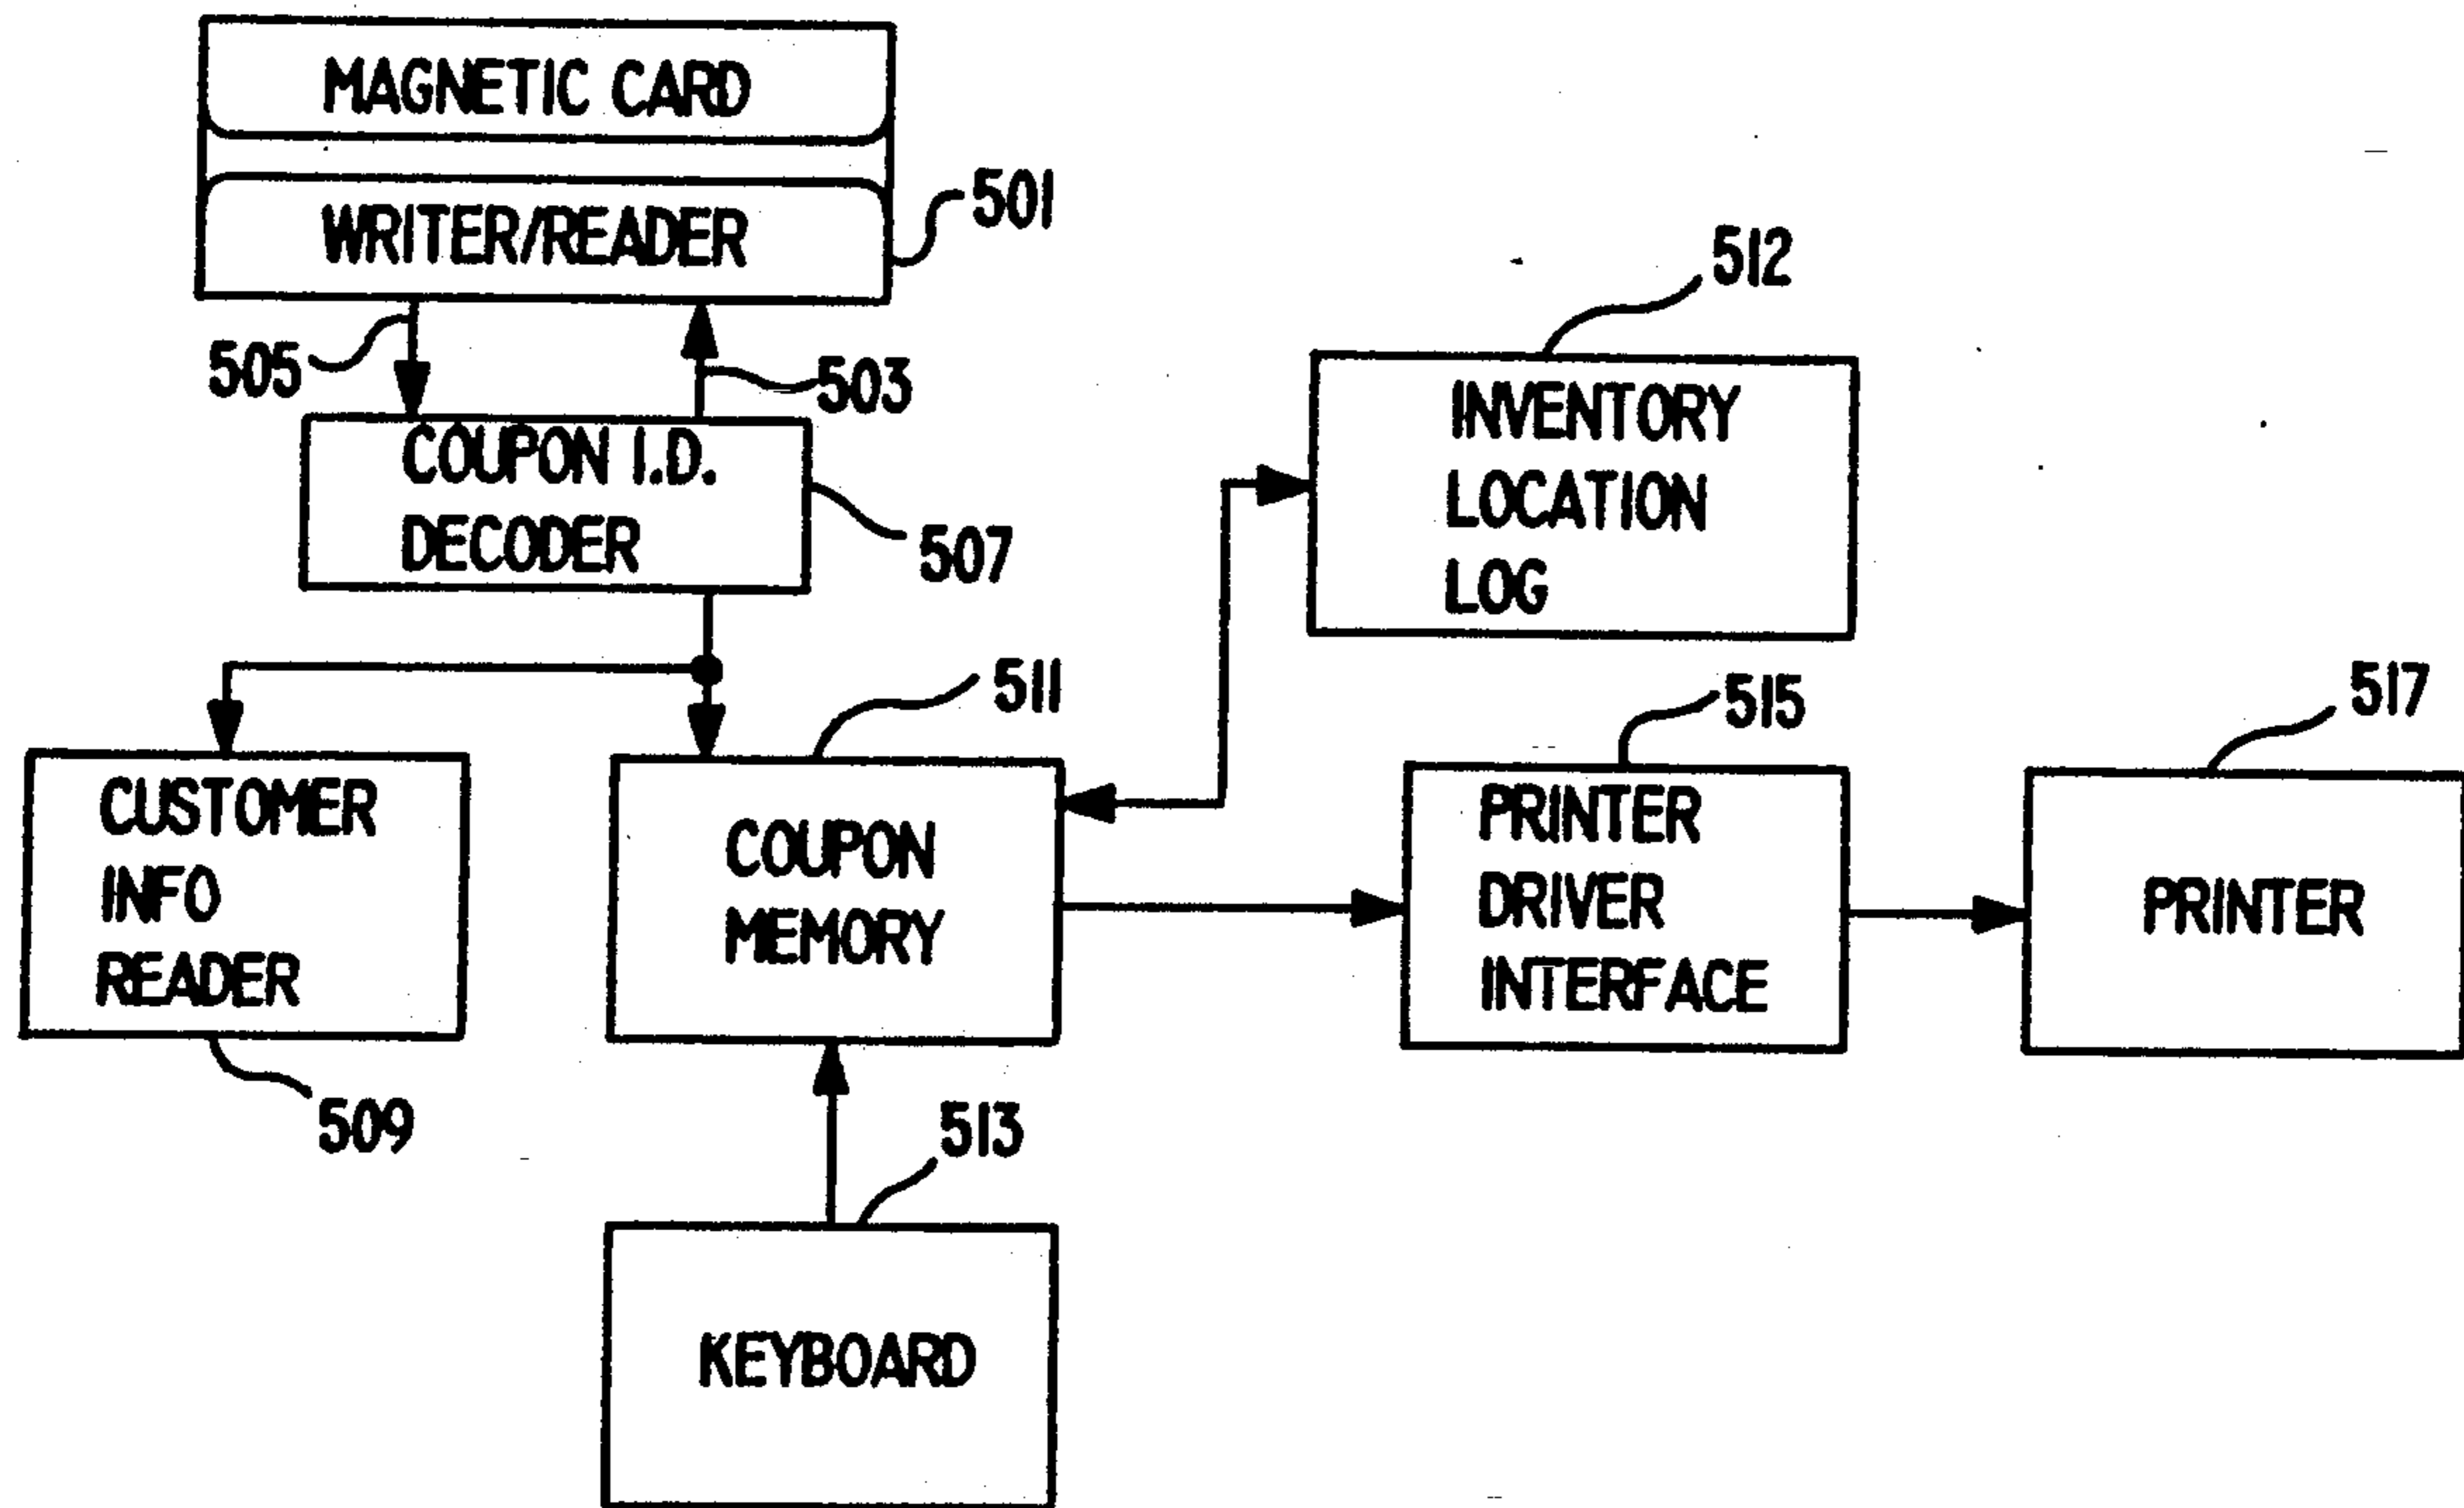 MAGNETIC CARD
WRITER/READER
501
505
503
COUPON I.D.
DECODER
507
512
INVENTORY
LOCATION
LOG
511
515
517
CUSTOMER
INFO
READER
509
COUPON
MEMORY
PRINTER
DRIVER
INTERFACE
PRINTER
513
KEYBOARD